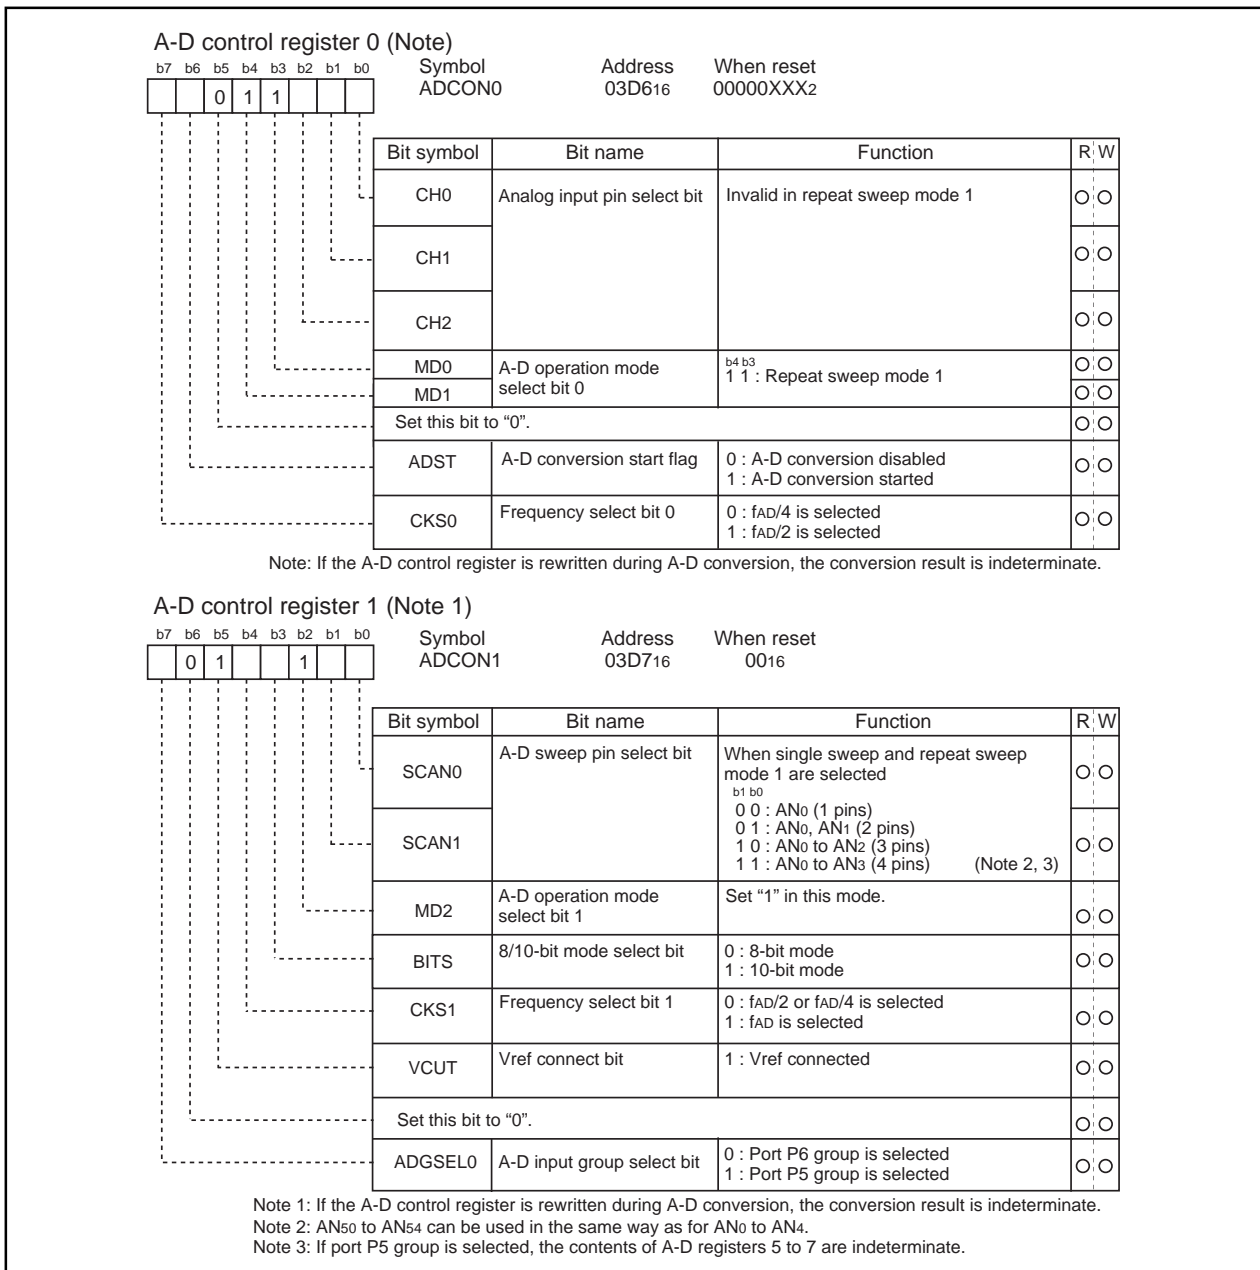 A-D control register 0 (Note)
b7 b6 b5 b4 b3 b2 b1 b0
Symbol Address When reset
ADCON0 03D616 00000XXX2
0 1 1
Bit symbol Bit name Function R W
CH0 Analog input pin select bit Invalid in repeat sweep mode 1
CH1
CH2
MD0 A-D operation mode select bit 0 b4 b3
1 1 : Repeat sweep mode 1
MD1
Set this bit to “0”.
ADST A-D conversion start flag 0 : A-D conversion disabled
1 : A-D conversion started
CKS0 Frequency select bit 0 0 : fAD/4 is selected
1 : fAD/2 is selected
Note: If the A-D control register is rewritten during A-D conversion, the conversion result is indeterminate.
A-D control register 1 (Note 1)
b7 b6 b5 b4 b3 b2 b1 b0
Symbol Address When reset
ADCON1 03D716 0016
0 1 1
Bit symbol Bit name Function R W
SCAN0 A-D sweep pin select bit When single sweep and repeat sweep
mode 1 are selected
b1 b0
0 0 : AN0 (1 pins)
0 1 : AN0, AN1 (2 pins)
SCAN1 1 0 : AN0 to AN2 (3 pins)
1 1 : AN0 to AN3 (4 pins) (Note 2, 3)
MD2 A-D operation mode select bit 1 Set “1” in this mode.
BITS 8/10-bit mode select bit 0 : 8-bit mode
1 : 10-bit mode
CKS1 Frequency select bit 1 0 : fAD/2 or fAD/4 is selected
1 : fAD is selected
VCUT Vref connect bit 1 : Vref connected
Set this bit to “0”.
ADGSEL0 A-D input group select bit 0 : Port P6 group is selected
1 : Port P5 group is selected
Note 1: If the A-D control register is rewritten during A-D conversion, the conversion result is indeterminate.
Note 2: AN50 to AN54 can be used in the same way as for AN0 to AN4.
Note 3: If port P5 group is selected, the contents of A-D registers 5 to 7 are indeterminate.